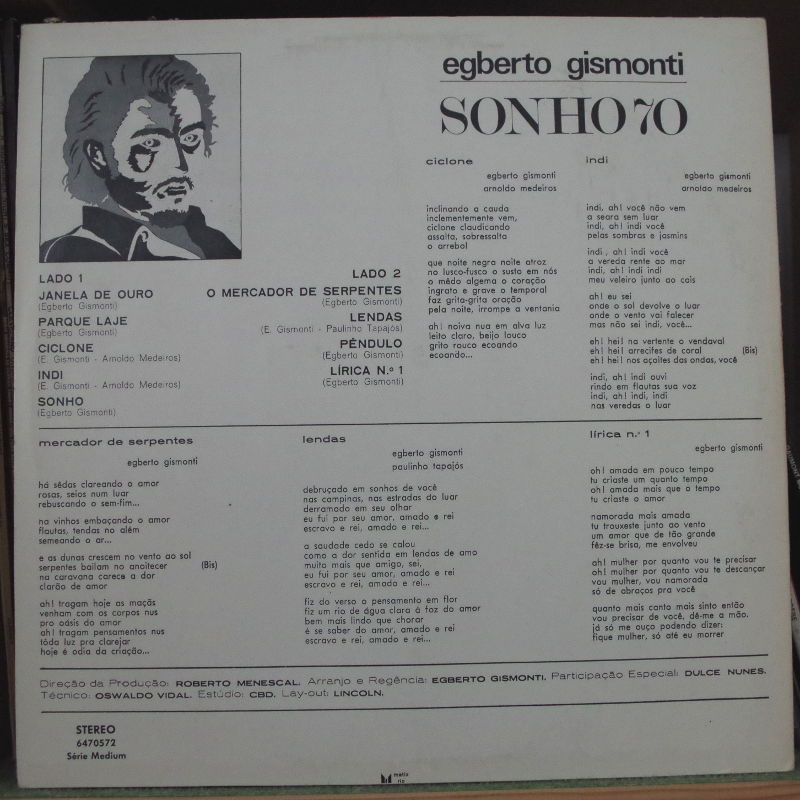 egberto gismonti
SONHO 70
LADO 1
JANELA DE OURO
(Egberto Gismonti)
PARQUE LAJE
(Egberto Gismonti)
CICLONE
(E. Gismonti - Arnoldo Medeiros)
INDI
(E. Gismonti - Arnoldo Medeiros)
SONHO
(Egberto Gismonti)
LADO 2
O MERCADOR DE SERPENTES
(Egberto Gismonti)
LENDAS
(E. Gismonti - Paulinho Tapajós)
PÊNDULO
(Egberto Gismonti)
LÍRICA N.º 1
(Egberto Gismonti)
ciclone
egberto gismonti
arnoldo medeiros
inclinando a cauda
inclementemente vem,
ciclone claudicando
assalta, sobressalta
o arrebol
que noite negra noite atroz
no lusco-fusco o susto em nós
o mêdo algema o coração
ingrato e grave o temporal
faz grita-grita oração
pela noite, irrompe a ventania
ah! noiva nua em alva luz
leito claro, beijo louco
grito rouco ecoando
ecoando...
indi
egberto gismonti
arnoldo medeiros
indi, ah! você não vem
a seara sem luar
indi, ah! indi você
pelas sombras e jasmins
indi, ah! indi você
a vereda rente ao mar
indi, ah! indi indi
meu veleiro junto ao cais
ah! eu sei
onde o sol devolve o luar
onde o vento vai falecer
mas não sei indi, você...
eh! hei! na vertente o vendaval
eh! hei! arrecifes de coral (Bis)
eh! hei! nos açoites das ondas, você
indi, ah! indi ouvi
rindo em flautas sua voz
indi, ah! indi, indi
nas veredas o luar
mercador de serpentes
egberto gismonti
há sêdas clareando o amor
rosas, seios num luar
rebuscando o sem-fim...
na vinhos embaçando o amor
flautas, tendas no além
semeando o ar...
e as dunas crescem no vento ao sol
serpentes bailam no anoitecer (Bis)
na caravana carece a dor
clarão de amor
ah! tragam hoje as maçãs
venham com os corpos nus
pro oásis do amor
ah! tragam pensamentos nus
tôda luz pra clarejar
hoje é odia da criação...
lendas
egberto gismonti
paulinho tapajós
debruçado em sonhos de você
nas campinas, nas estradas do luar
derramado em seu olhar
eu fui por seu amor, amado e rei
escravo e rei, amado e rei...
a saudade cedo se calou
como a dor sentida em lendas de amo
muito mais que amigo, sei,
eu fui por seu amor, amado e rei
escravo e rei, amado e rei...
fiz do verso o pensamento em flor
fiz um rio de água clara à foz do amor
bem mais lindo que chorar
é se saber do amor, amado e rei
escravo e rei, amado e rei...
lírica n.º 1
egberto gismonti
oh! amada em pouco tempo
tu criaste um quanto tempo
oh! amada mais que o tempo
tu criaste o amor
namorada mais amada
tu trouxeste junto ao vento
um amor que de tão grande
fêz-se brisa, me envolveu
ah! mulher por quanto vou te precisar
ah! mulher por quanto vou te descançar
vou mulher, vou namorada
só de abraços pra você
quanto mais canto mais sinto então
vou precisar de você, dê-me a mão.
já só me ouço podendo dizer:
fique mulher, só até eu morrer
Direção da Produção: ROBERTO MENESCAL. Arranjo e Regência: EGBERTO GISMONTI. Participação Especial: DULCE NUNES.
Técnico: OSWALDO VIDAL. Estúdio: CBD. Lay-out: LINCOLN.
STEREO
6470572
Série Medium